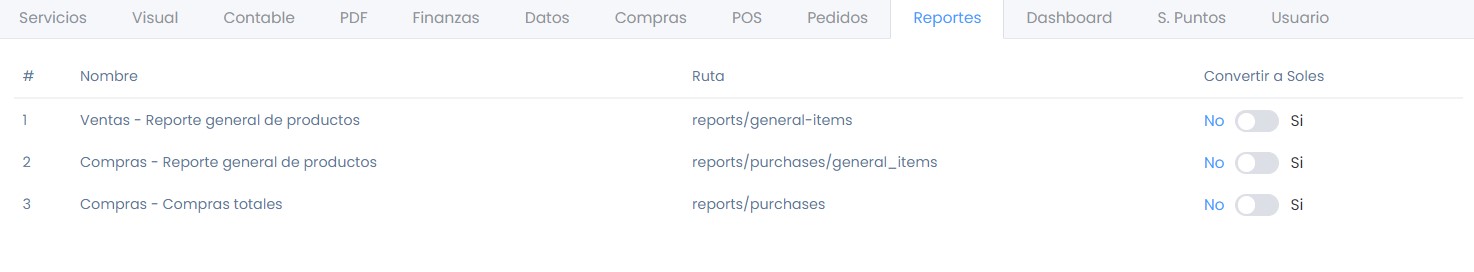 Servicios Visual Contable PDF Finanzas Datos Compras POS Pedidos Reportes Dashboard S. Puntos Usuario
# Nombre Ruta Convertir a Soles
1 Ventas - Reporte general de productos reports/general-items No Si
2 Compras - Reporte general de productos reports/purchases/general_items No Si
3 Compras - Compras totales reports/purchases No Si